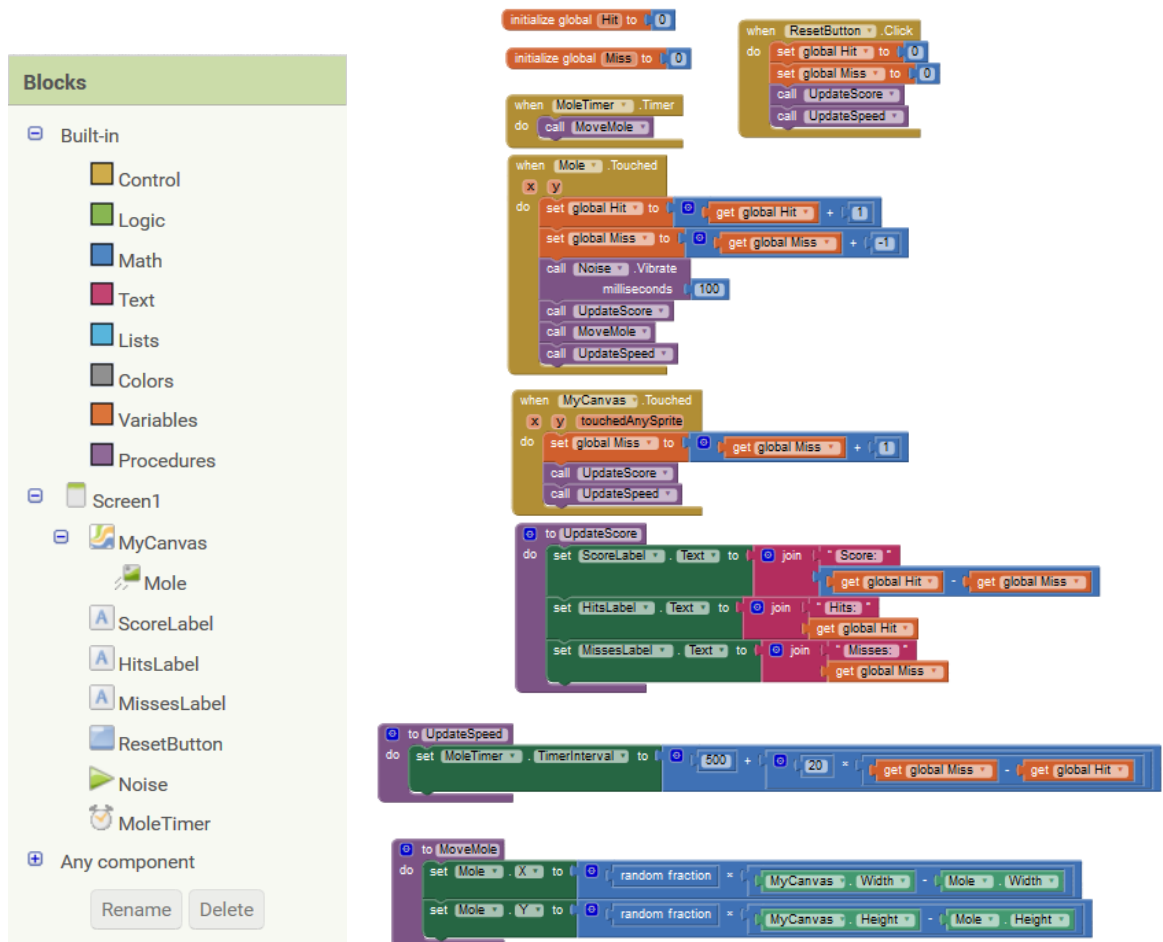 Blocks
Built-in
Control
Logic
Math
Text
Lists
Colors
Variables
Procedures
Screen1
MyCanvas
Mole
ScoreLabel
HitsLabel
MissesLabel
ResetButton
Noise
MoleTimer
Any component
Rename Delete
initialize global Hit to 0
initialize global Miss to 0
when ResetButton .Click
do set global Hit to 0
set global Miss to 0
call UpdateScore
call UpdateSpeed
when MoleTimer .Timer
do call MoveMole
when Mole .Touched
x y
do set global Hit to get global Hit + 1
set global Miss to get global Miss + -1
call Noise .Vibrate
milliseconds 100
call UpdateScore
call MoveMole
call UpdateSpeed
when MyCanvas .Touched
x y touchedAnySprite
do set global Miss to get global Miss + 1
call UpdateScore
call UpdateSpeed
to UpdateScore
do set ScoreLabel . Text to join " Score: "
get global Hit - get global Miss
set HitsLabel . Text to join " Hits: "
get global Hit
set MissesLabel . Text to join " Misses: "
get global Miss
to UpdateSpeed
do set MoleTimer . TimerInterval to 500 + 20 × get global Miss - get global Hit
to MoveMole
do set Mole . X to random fraction × MyCanvas . Width - Mole . Width
set Mole . Y to random fraction × MyCanvas . Height - Mole . Height